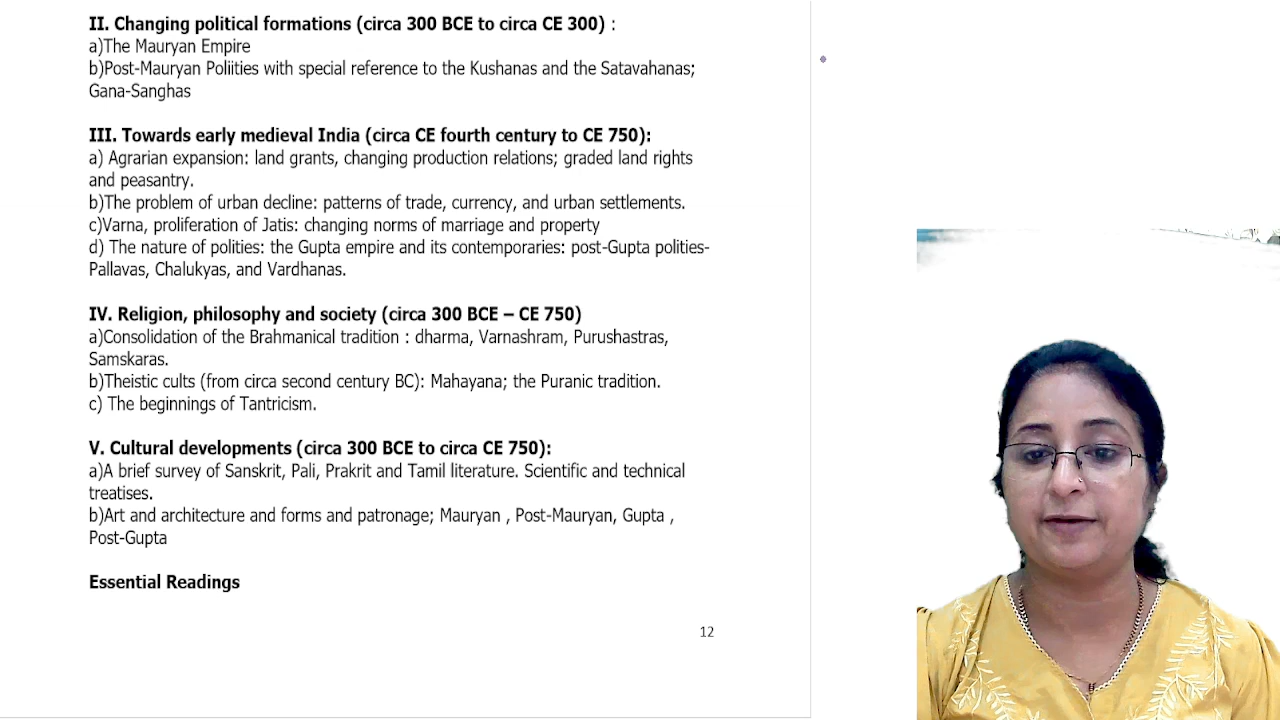 II. Changing political formations (circa 300 BCE to circa CE 300) :
a)The Mauryan Empire
b)Post-Mauryan Poliities with special reference to the Kushanas and the Satavahanas;
Gana-Sanghas
III. Towards early medieval India (circa CE fourth century to CE 750):
a) Agrarian expansion: land grants, changing production relations; graded land rights
and peasantry.
b)The problem of urban decline: patterns of trade, currency, and urban settlements.
c)Varna, proliferation of Jatis: changing norms of marriage and property
d) The nature of polities: the Gupta empire and its contemporaries: post-Gupta polities-
Pallavas, Chalukyas, and Vardhanas.
IV. Religion, philosophy and society (circa 300 BCE – CE 750)
a)Consolidation of the Brahmanical tradition : dharma, Varnashram, Purushastras,
Samskaras.
b)Theistic cults (from circa second century BC): Mahayana; the Puranic tradition.
c) The beginnings of Tantricism.
V. Cultural developments (circa 300 BCE to circa CE 750):
a)A brief survey of Sanskrit, Pali, Prakrit and Tamil literature. Scientific and technical
treatises.
b)Art and architecture and forms and patronage; Mauryan , Post-Mauryan, Gupta ,
Post-Gupta
Essential Readings
12